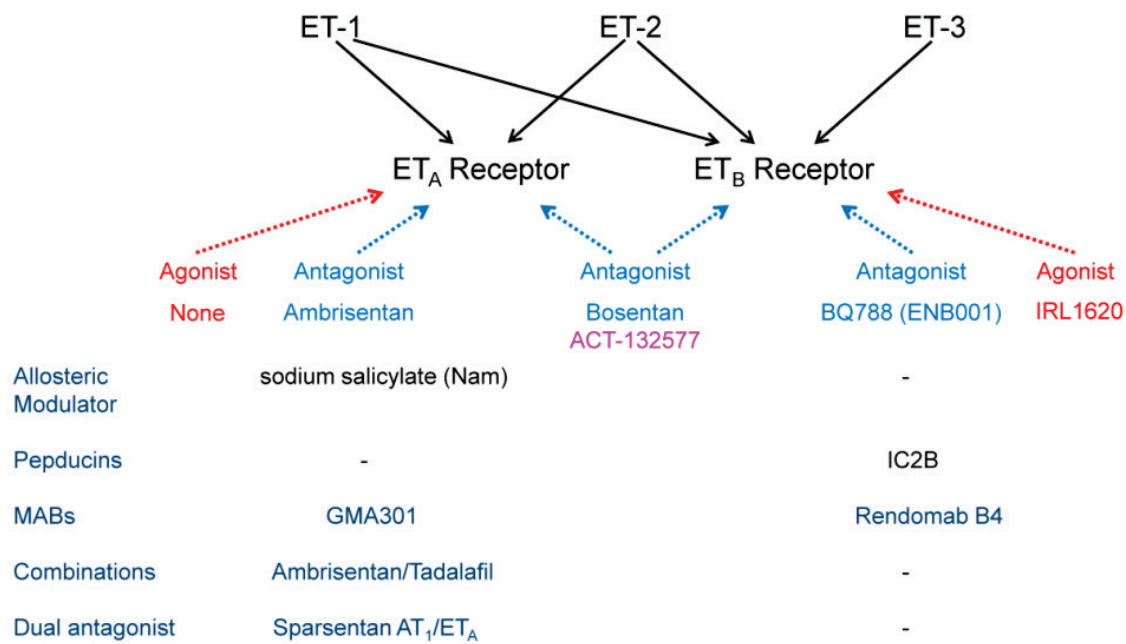 ET-1 ET-2 ET-3
ETA Receptor ETB Receptor
Agonist Antagonist Antagonist Antagonist Agonist
None Ambrisentan Bosentan BQ788 (ENB001) IRL1620
ACT-132577
Allosteric sodium salicylate (Nam) -
Modulator
Pepducins - IC2B
MABs GMA301 Rendomab B4
Combinations Ambrisentan/Tadalafil -
Dual antagonist Sparsentan AT1/ETA -